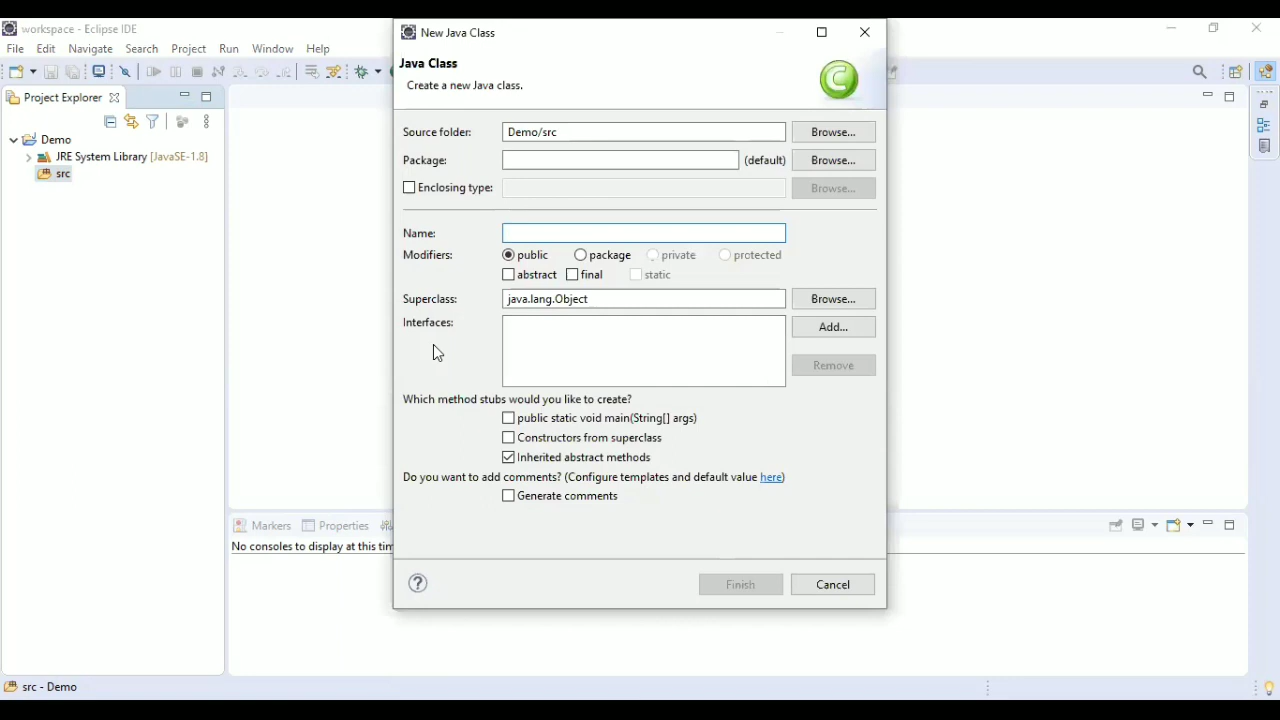 workspace - Eclipse IDE
File Edit Navigate Search Project Run Window Help
Project Explorer
Demo
JRE System Library [JavaSE-1.8]
src
New Java Class
Java Class
Create a new Java class.
Source folder: Demo/src Browse...
Package: (default) Browse...
Enclosing type: Browse...
Name:
Modifiers: public package private protected
abstract final static
Superclass: java.lang.Object Browse...
Interfaces: Add...
Remove
Which method stubs would you like to create?
public static void main(String[] args)
Constructors from superclass
Inherited abstract methods
Do you want to add comments? (Configure templates and default value here)
Generate comments
? Finish Cancel
Markers Properties
No consoles to display at this tim
src - Demo